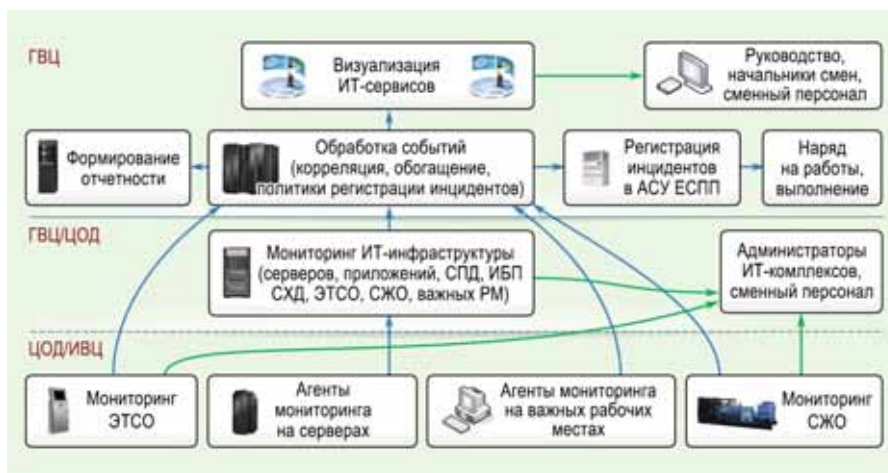 ГВЦ
Визуализация
ИТ-сервисов
Руководство,
начальники смен,
сменный персонал
Формирование
отчетности
Обработка событий
(корреляция, обогащение,
политики регистрации инцидентов)
Регистрация
инцидентов
в АСУ ЕСПП
Наряд
на работы,
выполнение
ГВЦ/ЦОД
Мониторинг ИТ-инфраструктуры
(серверов, приложений, СПД, ИБП
СХД, ЭТСО, СЖО, важных РМ)
Администраторы
ИТ-комплексов,
сменный персонал
ЦОД/ИВЦ
Мониторинг
ЭТСО
Агенты
мониторинга
на серверах
Агенты мониторинга
на важных рабочих
местах
Мониторинг
СЖО